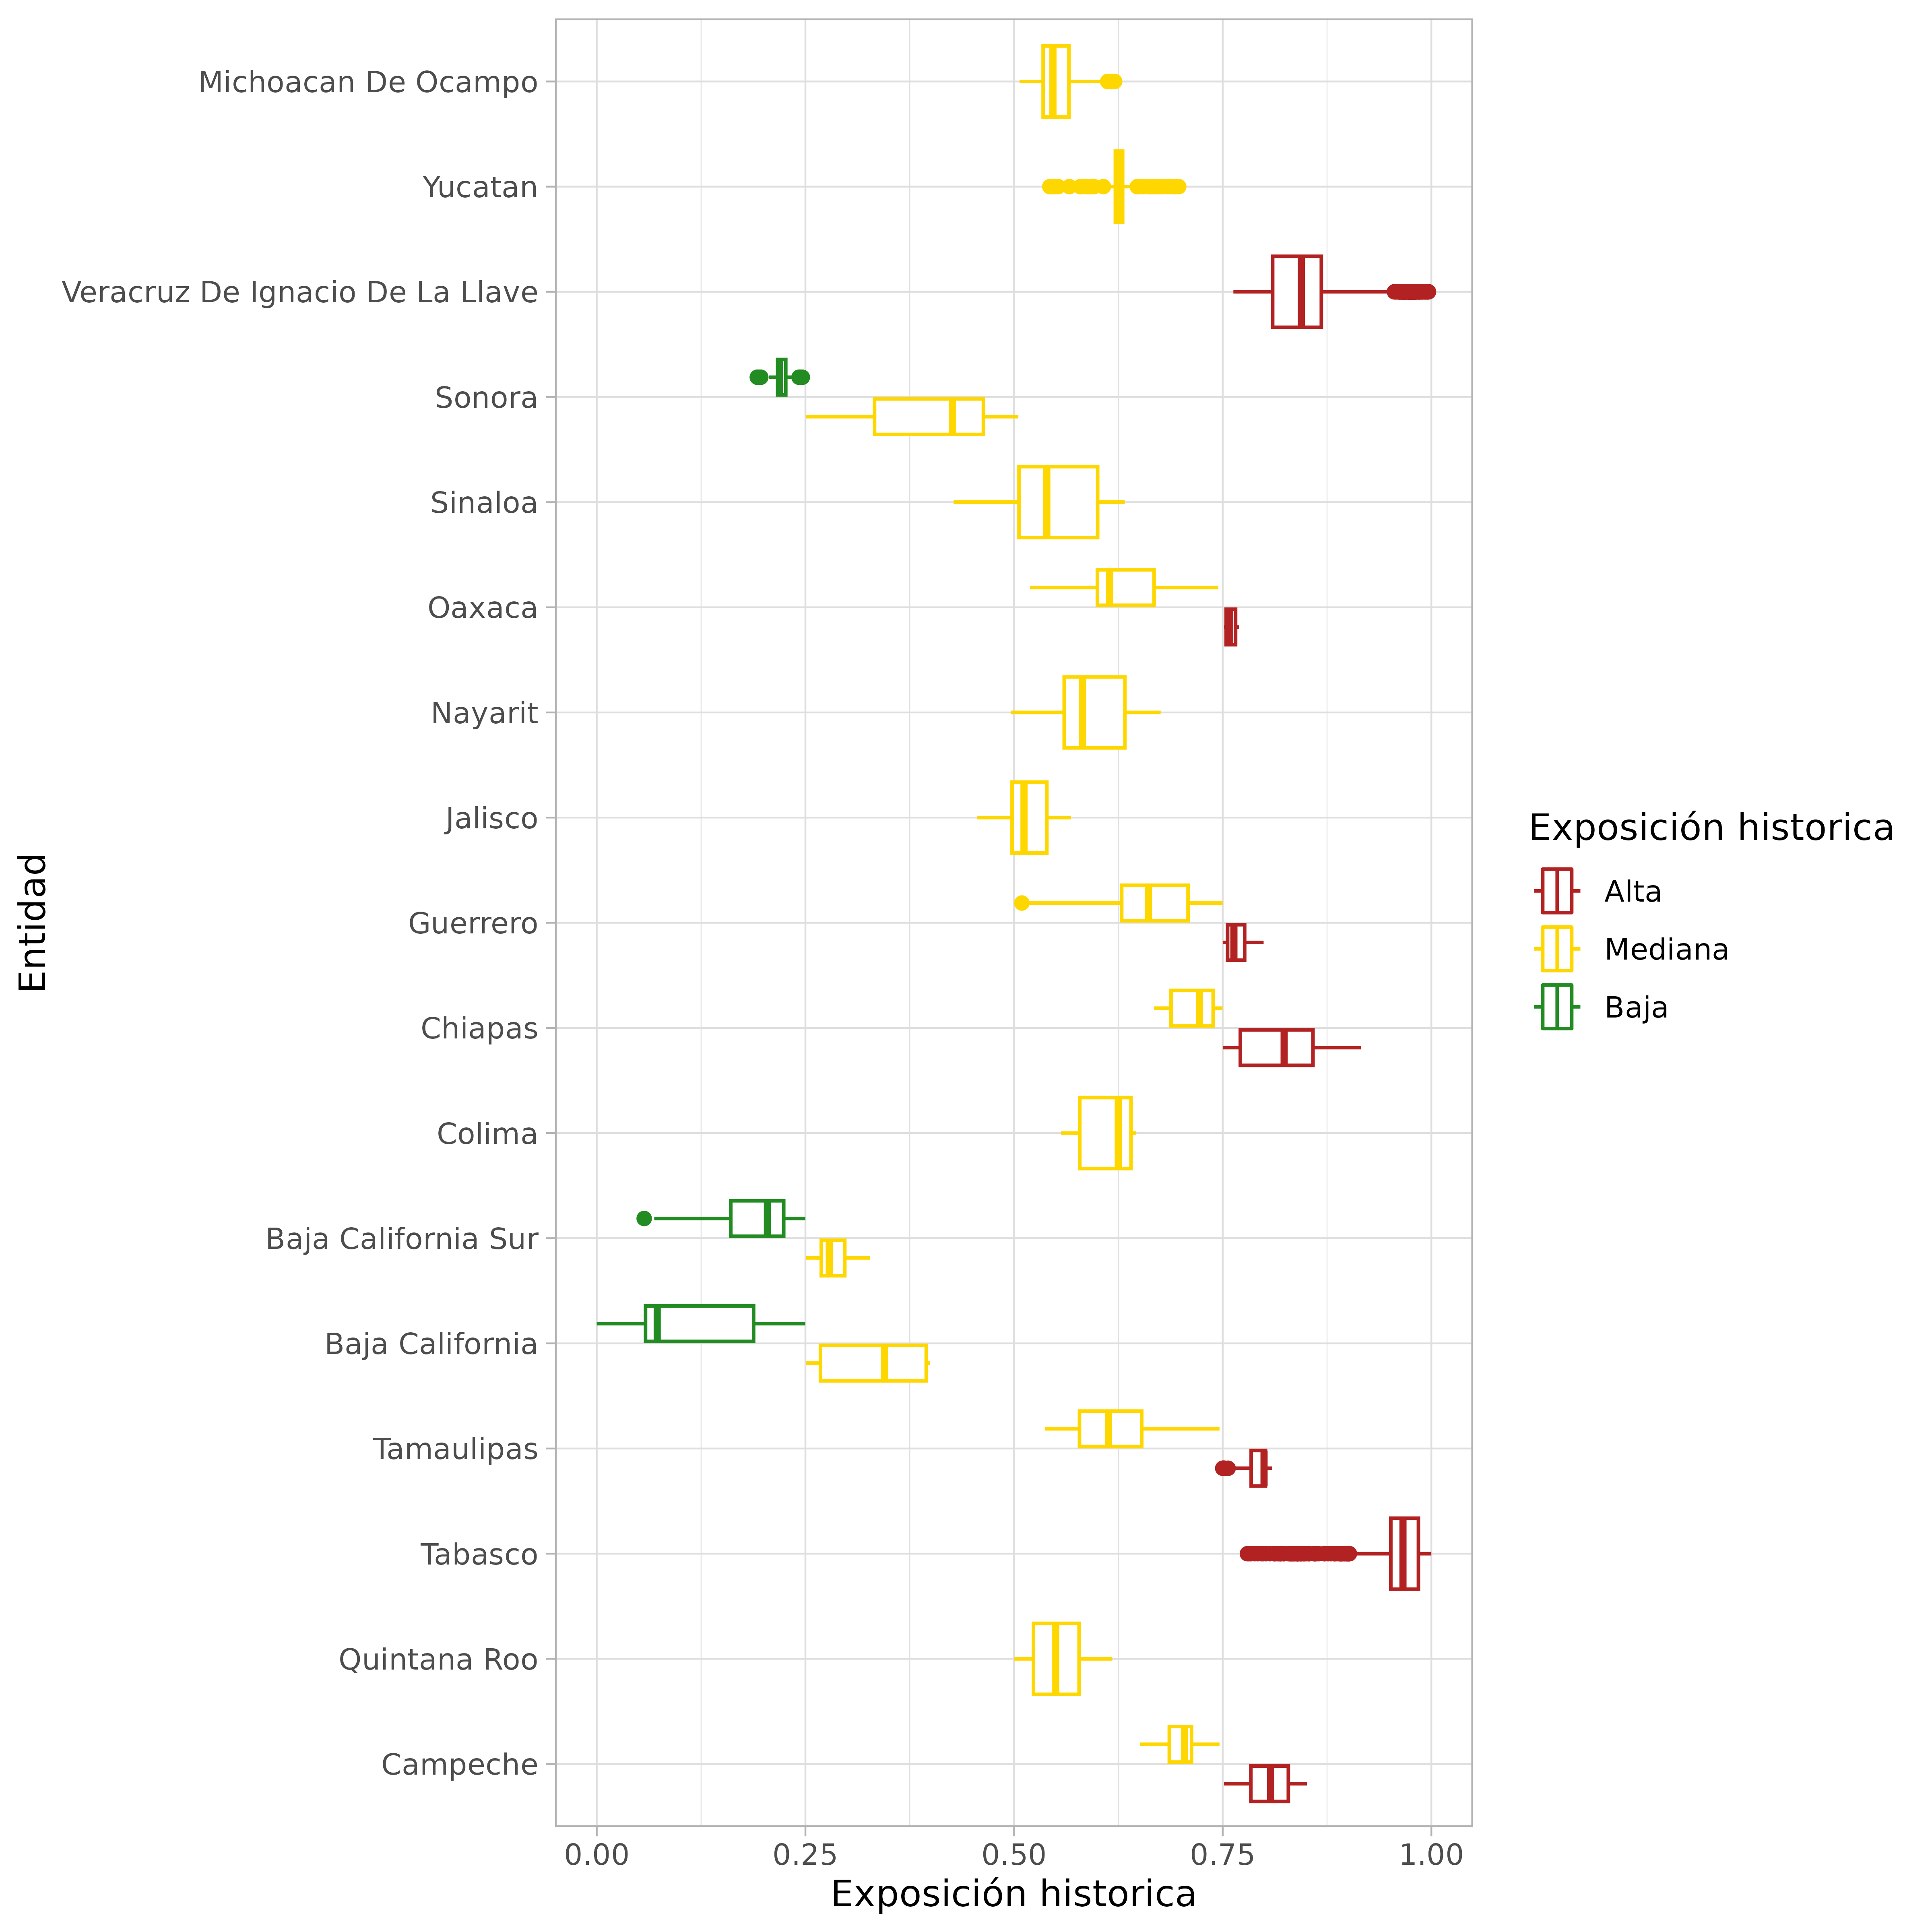 Michoacan De Ocampo
Yucatan
Veracruz De Ignacio De La Llave
Sonora
Sinaloa
Oaxaca
Nayarit
Jalisco
Guerrero
Chiapas
Colima
Baja California Sur
Baja California
Tamaulipas
Tabasco
Quintana Roo
Campeche
Entidad
0.00 0.25 0.50 0.75 1.00
Exposición historica
Exposición historica
Alta
Mediana
Baja